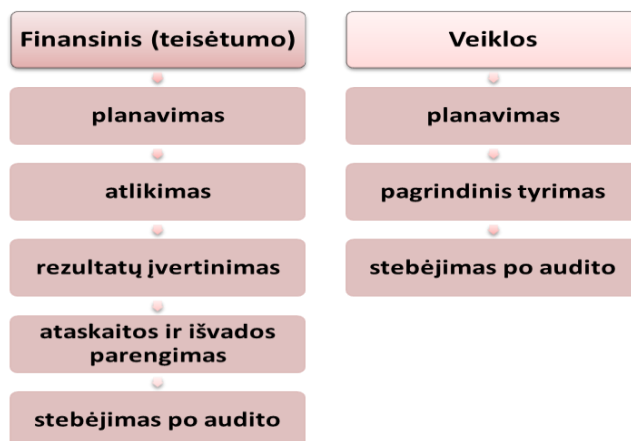 Finansinis (teisėtumo)
planavimas
atlikimas
rezultatų įvertinimas
ataskaitos ir išvados
parengimas
stebėjimas po audito
Veiklos
planavimas
pagrindinis tyrimas
stebėjimas po audito